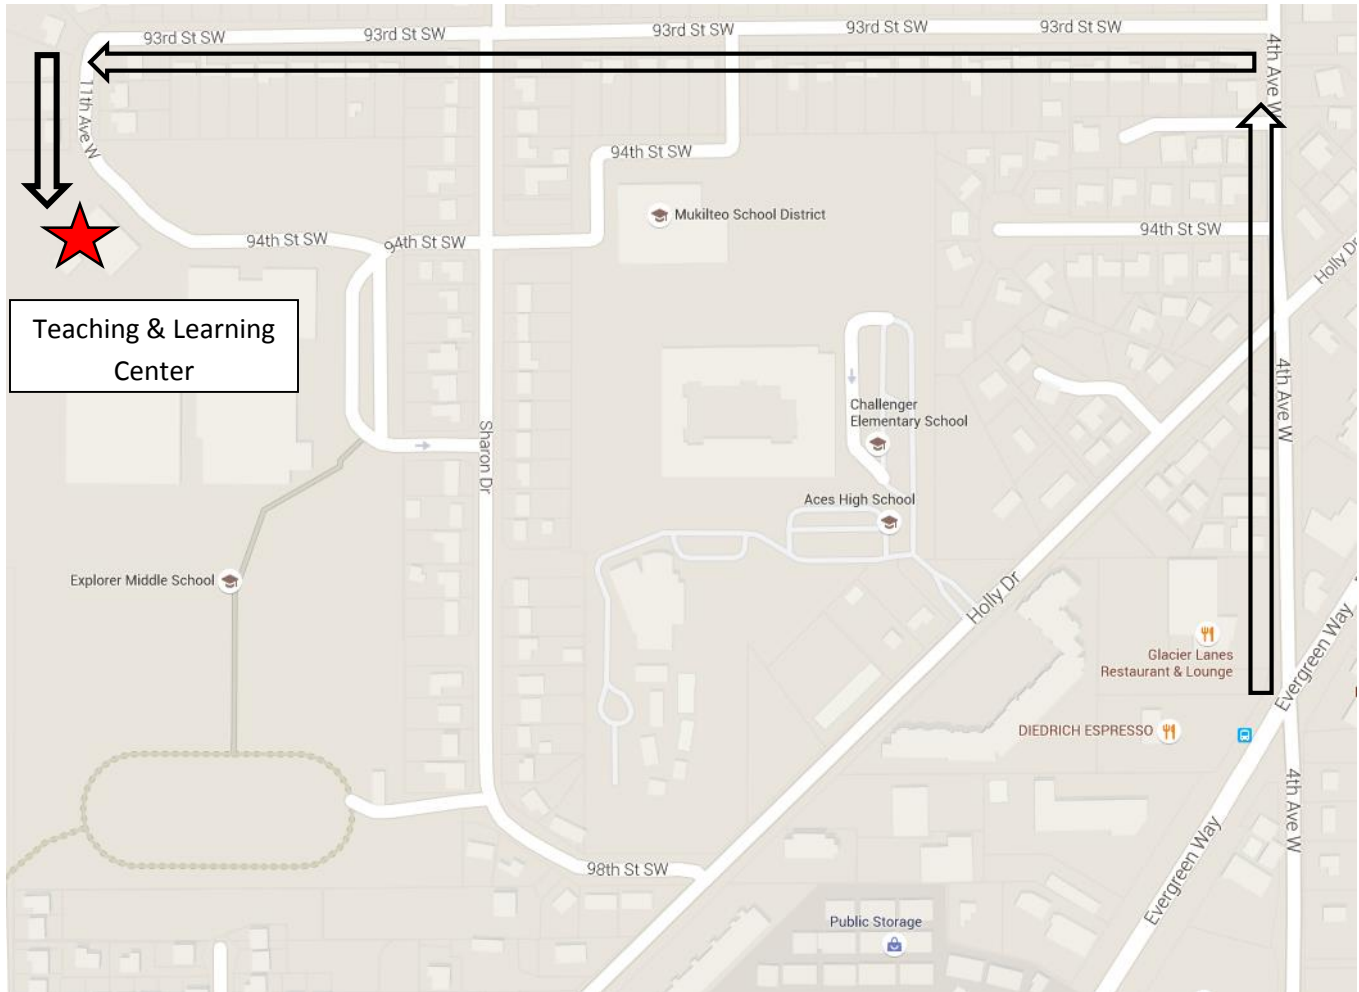 93rd St SW
93rd St SW
93rd St SW
93rd St SW
93rd St SW
4th Ave W
11th Ave W
94th St SW
Mukilteo School District
94th St SW
94th St SW
94th St SW
Holly Dr
Teaching & Learning
Center
4th Ave W
Challenger
Elementary School
Sharon Dr
Aces High School
Explorer Middle School
Holly Dr
Glacier Lanes
Restaurant & Lounge
Evergreen Way
DIEDRICH ESPRESSO
4th Ave W
98th St SW
Evergreen Way
Public Storage